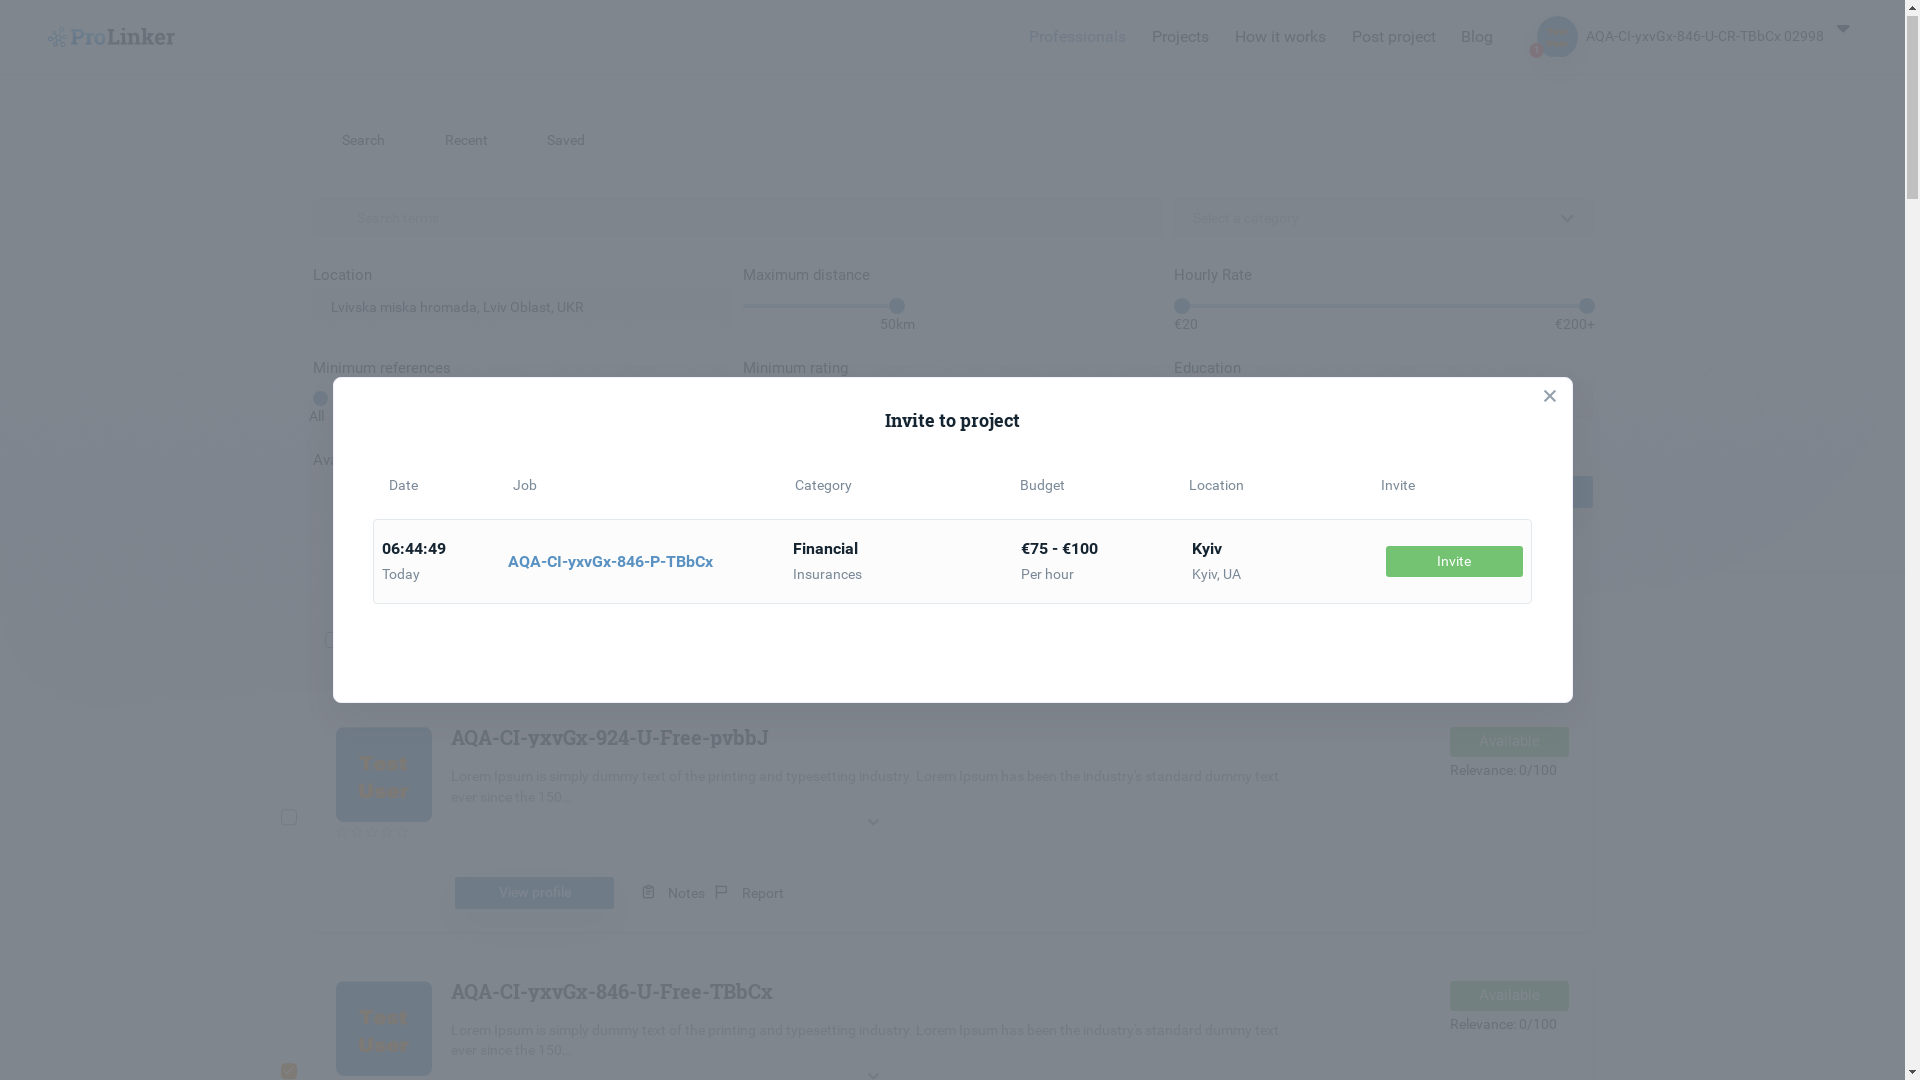 ProLinker
Professionals Projects How it works Post project Blog 1 AQA-CI-yxvGx-846-U-CR-TBbCx 02998
Search Recent Saved
Search terms Select a category
Location Maximum distance Hourly Rate
Lvivska miska hromada, Lviv Oblast, UKR
50km €20 €200+
Minimum references Minimum rating Education
All
Invite to project
Date Job Category Budget Location Invite
06:44:49 Financial €75 - €100 Kyiv
AQA-CI-yxvGx-846-P-TBbCx Invite
Today Insurances Per hour Kyiv, UA
AQA-CI-yxvGx-924-U-Free-pvbbJ Available
Test
User
Lorem Ipsum is simply dummy text of the printing and typesetting industry. Lorem Ipsum has been the industry's standard dummy text
ever since the 150...
Relevance: 0/100
View profile Notes Report
AQA-CI-yxvGx-846-U-Free-TBbCx Available
Test
User
Lorem Ipsum is simply dummy text of the printing and typesetting industry. Lorem Ipsum has been the industry's standard dummy text
ever since the 150...
Relevance: 0/100